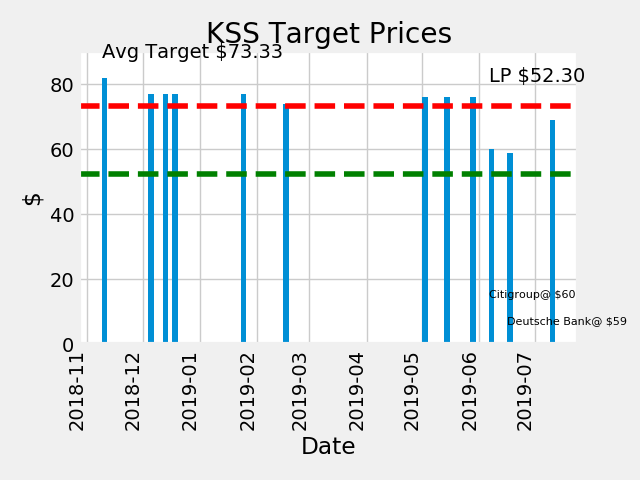 KSS Target Prices
Avg Target $73.33
LP $52.30
80
60
40
20
0
$
Citigroup@ $60
Deutsche Bank@ $59
2018-11
2018-12
2019-01
2019-02
2019-03
2019-04
2019-05
2019-06
2019-07
Date